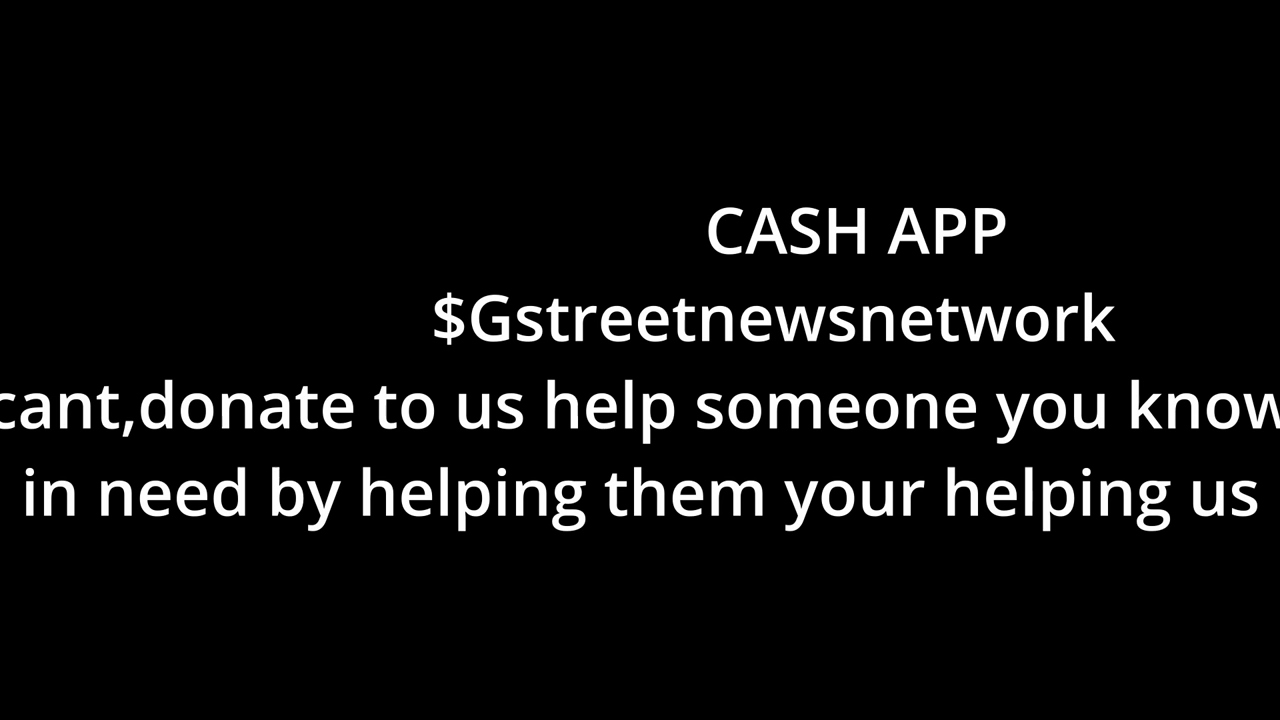 CASH APP
$Gstreetnewsnetwork
cant,donate to us help someone you know
in need by helping them your helping us